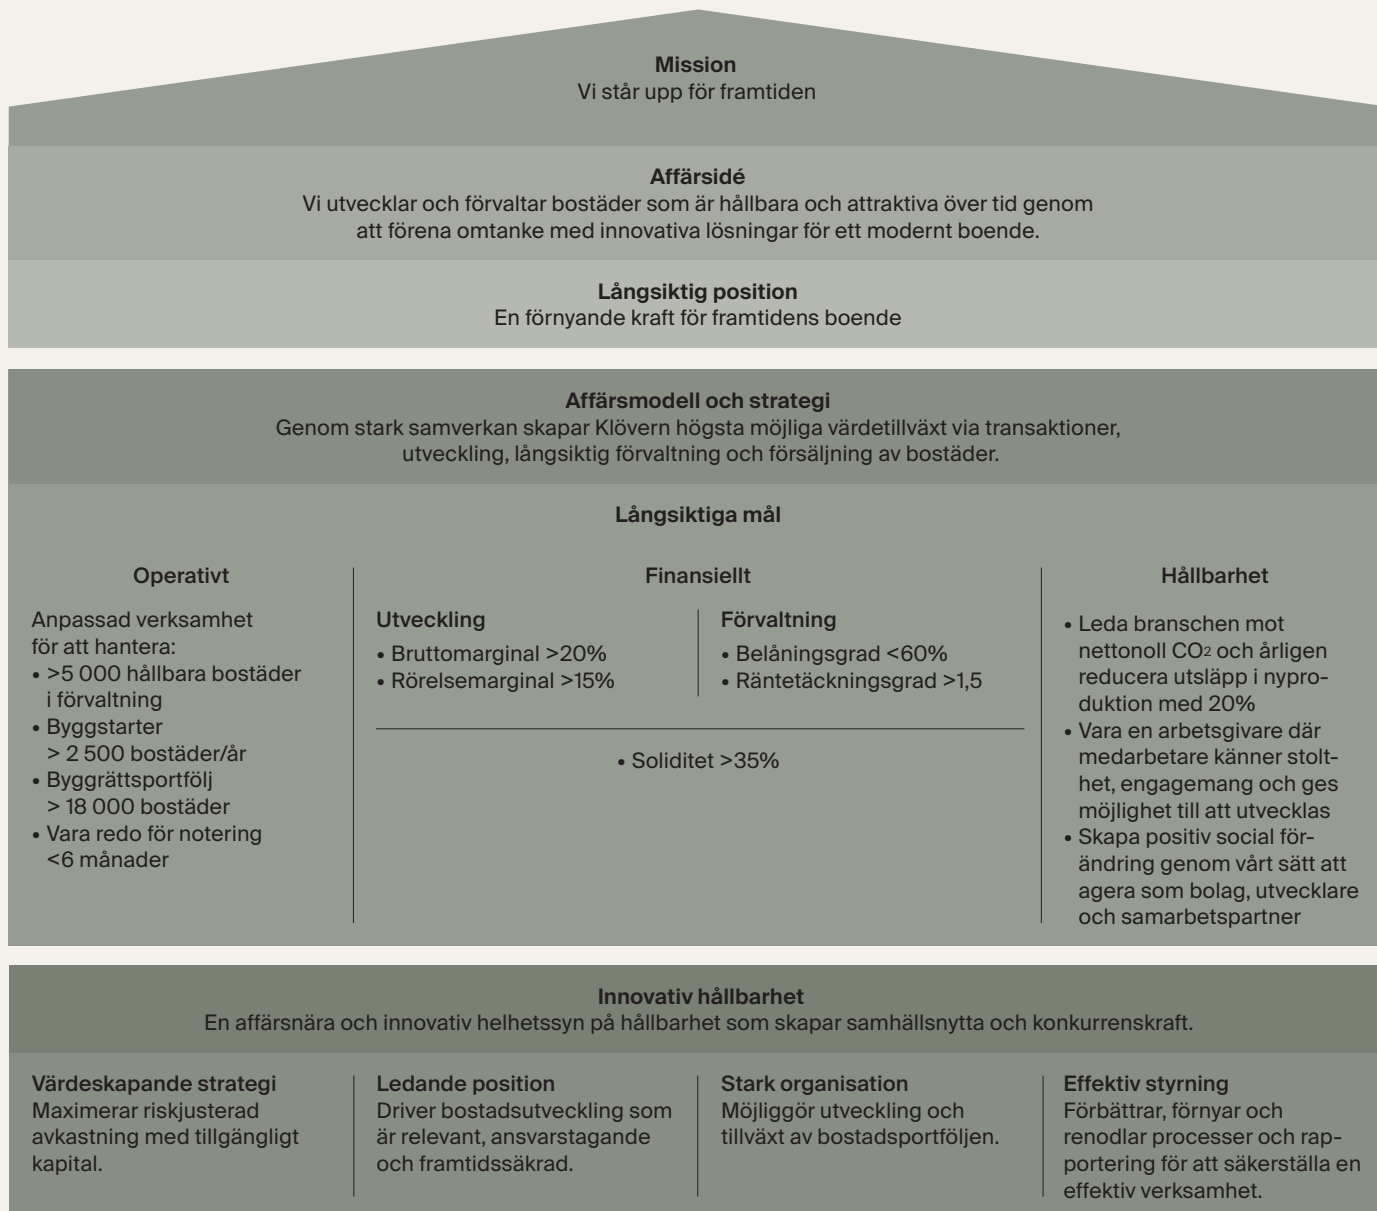 Mission
Vi står upp för framtiden
Affärsidé
Vi utvecklar och förvaltar bostäder som är hållbara och attraktiva över tid genom
att förena omtanke med innovativa lösningar för ett modernt boende.
Långsiktig position
En förnyande kraft för framtidens boende
Affärsmodell och strategi
Genom stark samverkan skapar Klövern högsta möjliga värdetillväxt via transaktioner,
utveckling, långsiktig förvaltning och försäljning av bostäder.
Långsiktiga mål
Operativt
Anpassad verksamhet
för att hantera:
• >5 000 hållbara bostäder
i förvaltning
• Byggstarter
> 2 500 bostäder/år
• Byggrättsportfölj
> 18 000 bostäder
• Vara redo för notering
<6 månader
Finansiellt
Utveckling
• Bruttomarginal >20%
• Rörelsemarginal >15%
Förvaltning
• Belåningsgrad <60%
• Räntetäckningsgrad >1,5
• Soliditet >35%
Hållbarhet
• Leda branschen mot
nettonoll CO2 och årligen
reducera utsläpp i nypro-
duktion med 20%
• Vara en arbetsgivare där
medarbetare känner stolt-
het, engagemang och ges
möjlighet till att utvecklas
• Skapa positiv social för-
ändring genom vårt sätt att
agera som bolag, utvecklare
och samarbetspartner
Innovativ hållbarhet
En affärsnära och innovativ helhetssyn på hållbarhet som skapar samhällsnytta och konkurrenskraft.
Värdeskapande strategi
Maximerar riskjusterad
avkastning med tillgängligt
kapital.
Ledande position
Driver bostadsutveckling som
är relevant, ansvarstagande
och framtidssäkrad.
Stark organisation
Möjliggör utveckling och
tillväxt av bostadsportföljen.
Effektiv styrning
Förbättrar, förnyar och
renodlar processer och rap-
portering för att säkerställa en
effektiv verksamhet.